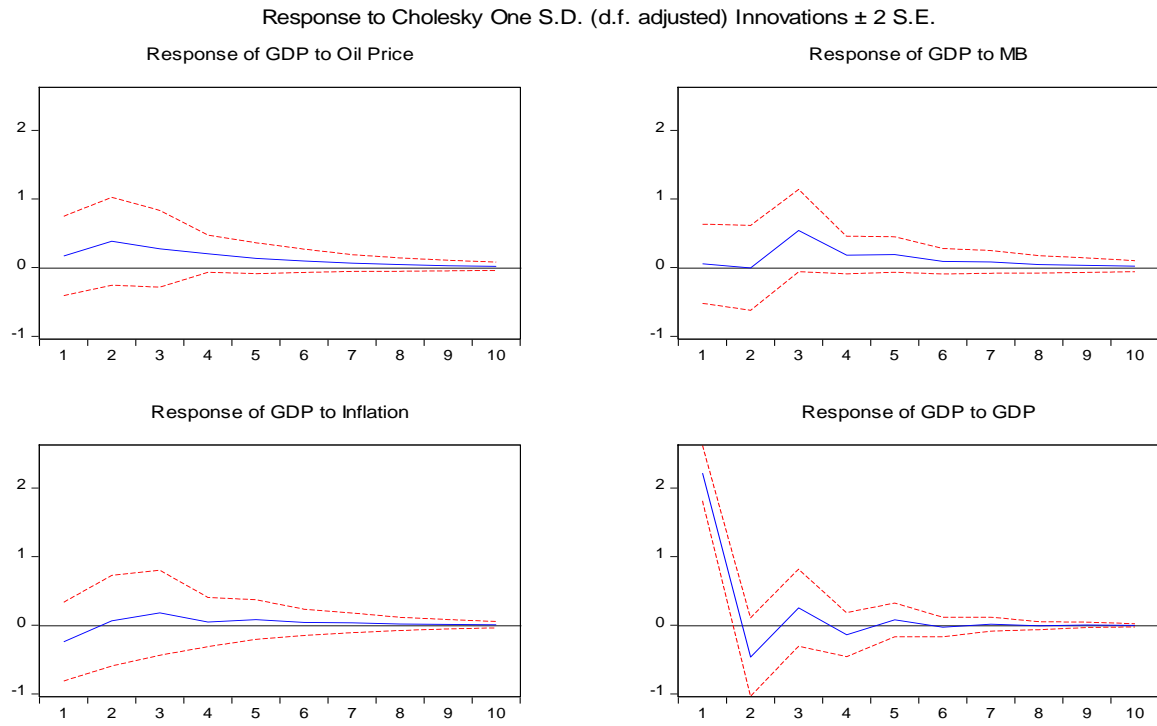 Response to Cholesky One S.D. (d.f. adjusted) Innovations ± 2 S.E.
Response of GDP to Oil Price
2
1
0
-1
1 2 3 4 5 6 7 8 9 10
Response of GDP to MB
2
1
0
-1
1 2 3 4 5 6 7 8 9 10
Response of GDP to Inflation
2
1
0
-1
1 2 3 4 5 6 7 8 9 10
Response of GDP to GDP
2
1
0
-1
1 2 3 4 5 6 7 8 9 10